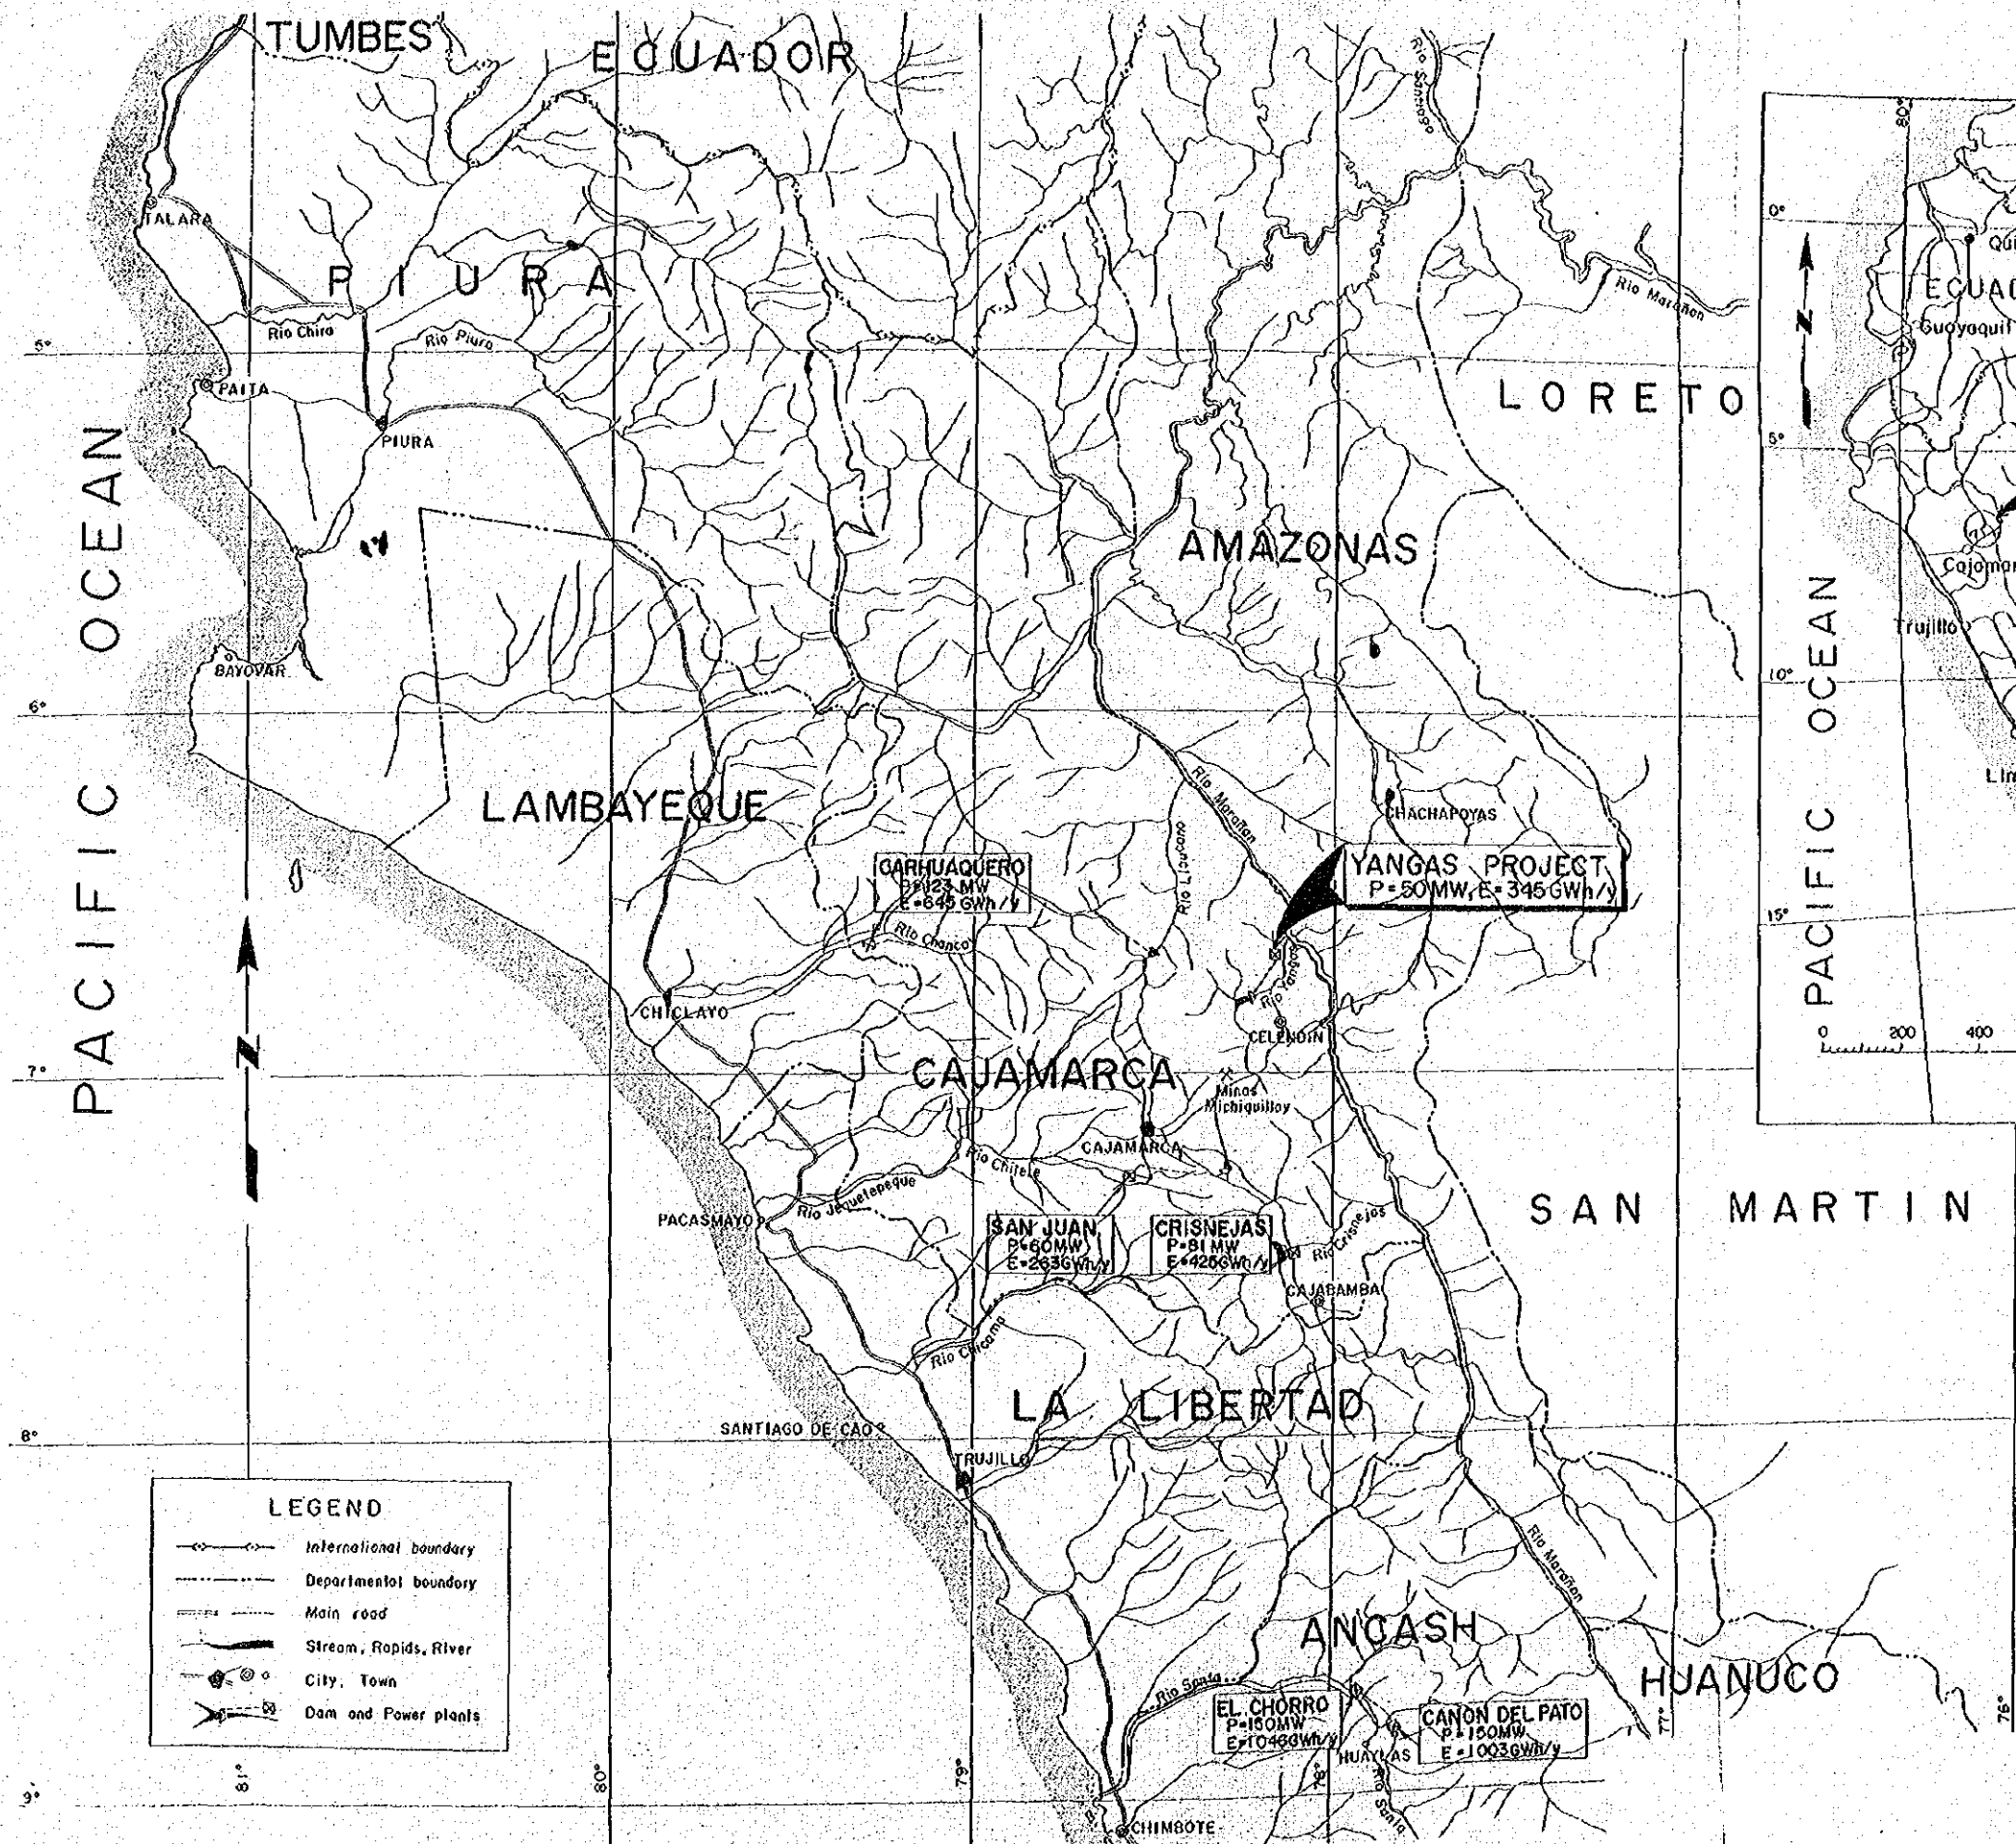 TUMBES
ECUADOR
Rio Santiago
TALARA
PIURA
Rio Chira
Rio Piura
Rio Marañon
5°
PAITA
PIURA
LORETO
PACIFIC OCEAN
AMAZONAS
BAYOVAR
6°
LAMBAYEQUE
Rio Marañon
CHACHAPOYAS
Rio Llaucano
CARHUAQUERO
P=123 MW
E=645 GWh/y
YANGAS PROJECT
P=50MW, E=345GWh/y
Rio Chancay
Rio Yangas
CHICLAYO
CELENDIN
N
7°
CAJAMARCA
Minas
Michiquillay
CAJAMARCA
Rio Chilete
Rio Jequetepeque
PACASMAYO
SAN JUAN
P=60MW
E=263GWh/y
CRISNEJAS
P=81 MW
E=425GWh/y
Rio Crisnejas
SAN MARTIN
CAJABAMBA
Rio Chicama
LA LIBERTAD
8°
SANTIAGO DE CAO
TRUJILLO
LEGEND
International boundary
Departmental boundary
Main road
Stream, Rapids, River
City, Town
Dam and Power plants
Rio Marañon
ANCASH
HUANUCO
Rio Santa
EL CHORRO
P=150MW
E=1046GWh/y
CANON DEL PATO
P=150MW
E=1003GWh/y
HUAYLAS
Rio Santa
9°
81°
80°
79°
78°
77°
76°
CHIMBOTE
80°
0°
Qui
ECUAD
Guayaquil
N
5°
Cajamar
Trujillo
10°
PACIFIC OCEAN
Lim
15°
0 200 400